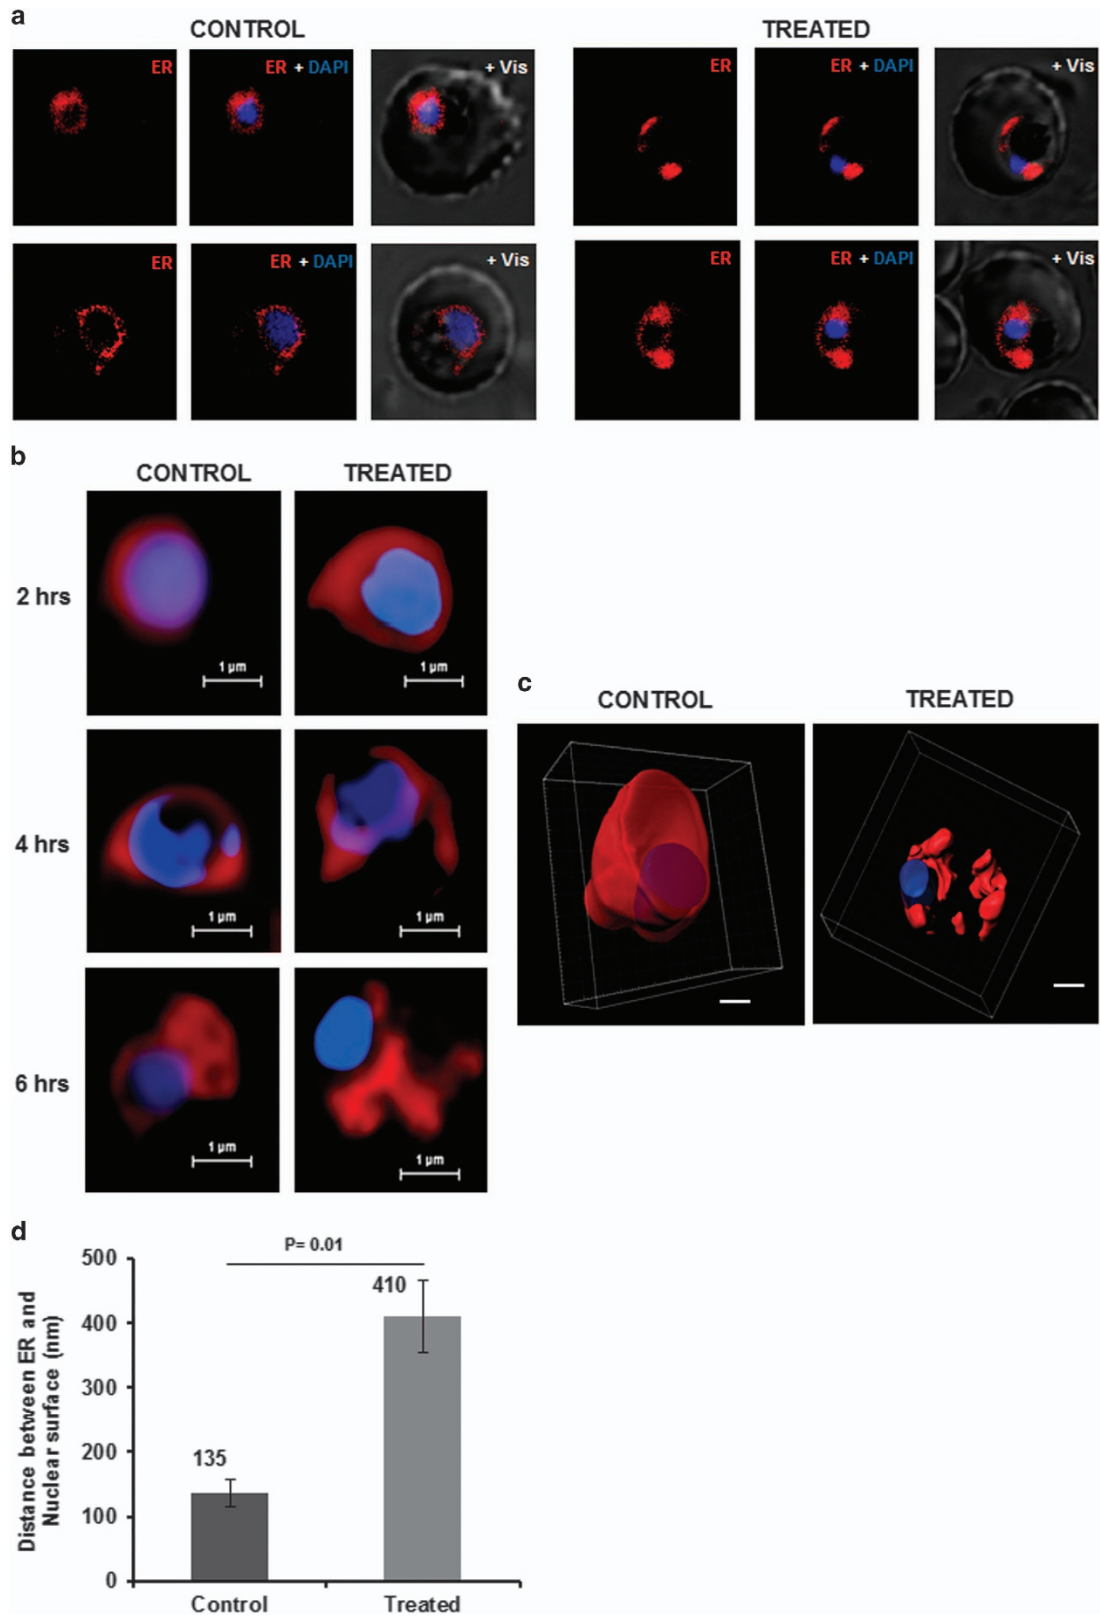 a
CONTROL
TREATED
ER
ER + DAPI
+ Vis
ER
ER + DAPI
+ Vis
ER
ER + DAPI
+ Vis
ER
ER + DAPI
+ Vis
b
CONTROL
TREATED
2 hrs
1 µm
1 µm
4 hrs
1 µm
1 µm
6 hrs
1 µm
1 µm
c
CONTROL
TREATED
d
P= 0.01
Distance between ER and
Nuclear surface (nm)
500
400
300
200
100
0
135
410
Control
Treated